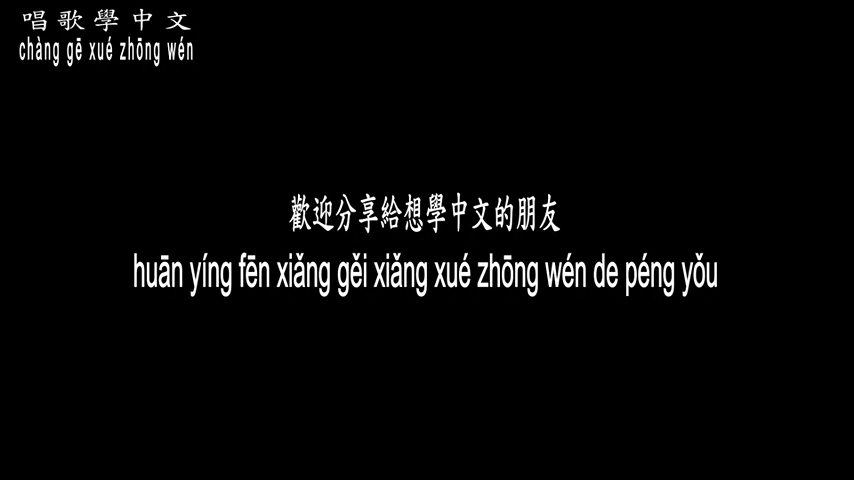 唱歌學中文
chàng gē xué zhōng wén
歡迎分享給想學中文的朋友
huān yíng fēn xiǎng gěi xiǎng xué zhōng wén de péng yǒu